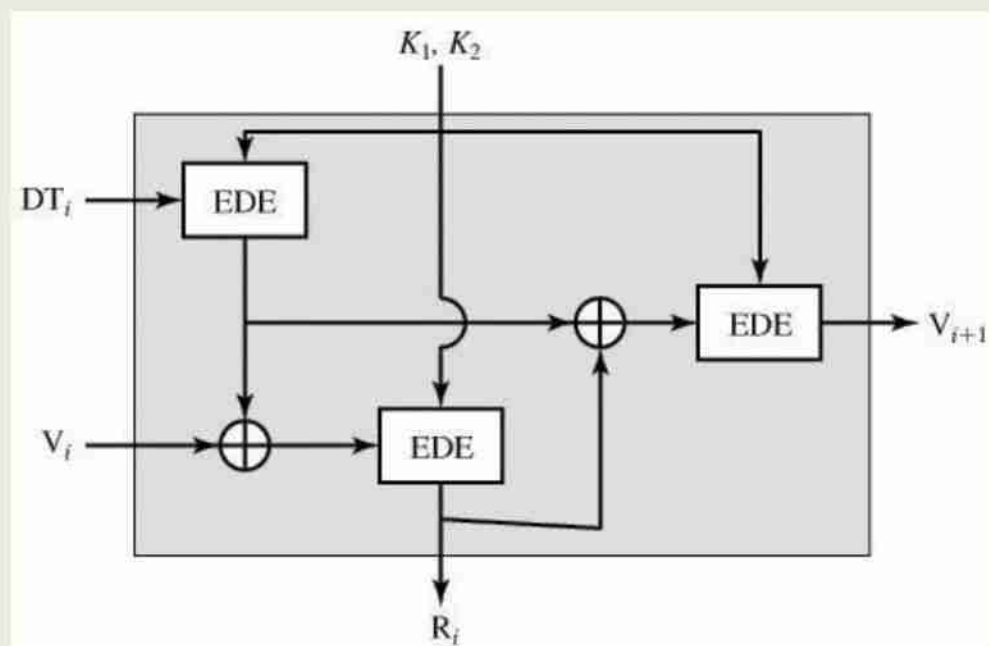 K₁, K₂
EDE
DTᵢ
EDE
Vᵢ₊₁
Vᵢ
EDE
Rᵢ